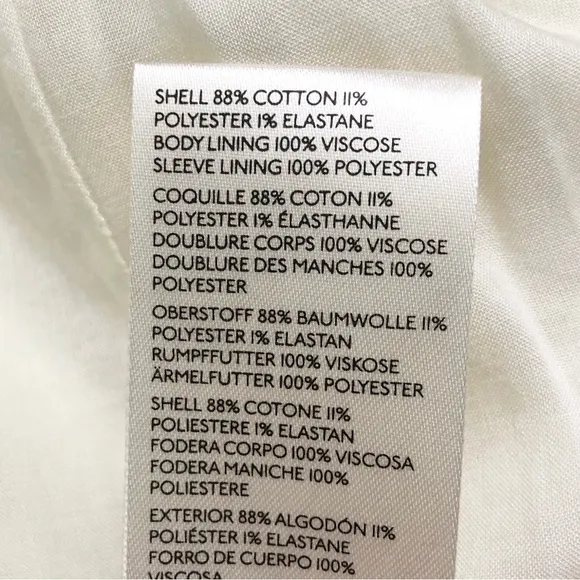 SHELL 88% COTTON 11%
POLYESTER 1% ELASTANE
BODY LINING 100% VISCOSE
SLEEVE LINING 100% POLYESTER
COQUILLE 88% COTON 11%
POLYESTER 1% ÉLASTHANNE
DOUBLURE CORPS 100% VISCOSE
DOUBLURE DES MANCHES 100%
POLYESTER
OBERSTOFF 88% BAUMWOLLE 11%
POLYESTER 1% ELASTAN
RUMPFFUTTER 100% VISKOSE
ÄRMELFUTTER 100% POLYESTER
SHELL 88% COTONE 11%
POLIESTERE 1% ELASTAN
FODERA CORPO 100% VISCOSA
FODERA MANICHE 100%
POLIESTERE
EXTERIOR 88% ALGODÓN 11%
POLIÉSTER 1% ELASTANE
FORRO DE CUERPO 100%
VISCOSA